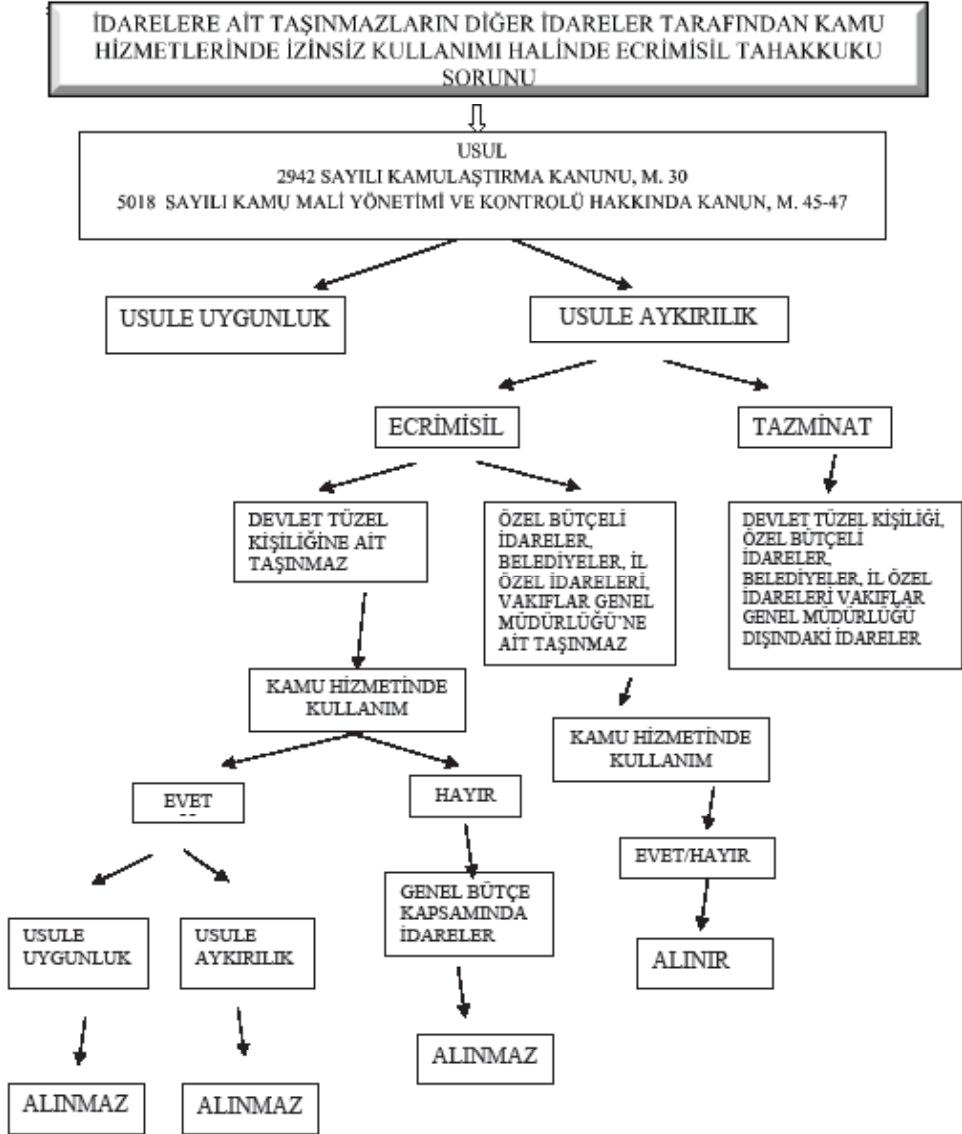 İDARELERE AİT TAŞINMAZLARIN DİĞER İDARELER TARAFINDAN KAMU
HİZMETLERİNDE İZİNSİZ KULLANIMI HALİNDE ECRİMİSİL TAHAKKUKU
SORUNU
USUL
2942 SAYILI KAMULAŞTIRMA KANUNU, M. 30
5018 SAYILI KAMU MALİ YÖNETİMİ VE KONTROLÜ HAKKINDA KANUN, M. 45-47
USULE UYGUNLUK
USULE AYKIRILIK
ECRİMİSİL
TAZMİNAT
DEVLET TÜZEL
KİŞİLİĞİNE AİT
TAŞINMAZ
ÖZEL BÜTÇELİ
İDARELER,
BELEDİYELER, İL
ÖZEL İDARELERİ,
VAKIFLAR GENEL
MÜDÜRLÜĞÜ'NE
AİT TAŞINMAZ
DEVLET TÜZEL KİŞİLİĞİ,
ÖZEL BÜTÇELİ
İDARELER,
BELEDİYELER, İL ÖZEL
İDARELERİ VAKIFLAR
GENEL MÜDÜRLÜĞÜ
DIŞINDAKİ İDARELER
KAMU HİZMETİNDE
KULLANIM
KAMU HİZMETİNDE
KULLANIM
EVET
HAYIR
EVET/HAYIR
USULE
UYGUNLUK
USULE
AYKIRILIK
GENEL BÜTÇE
KAPSAMINDA
İDARELER
ALINIR
ALINMAZ
ALINMAZ
ALINMAZ